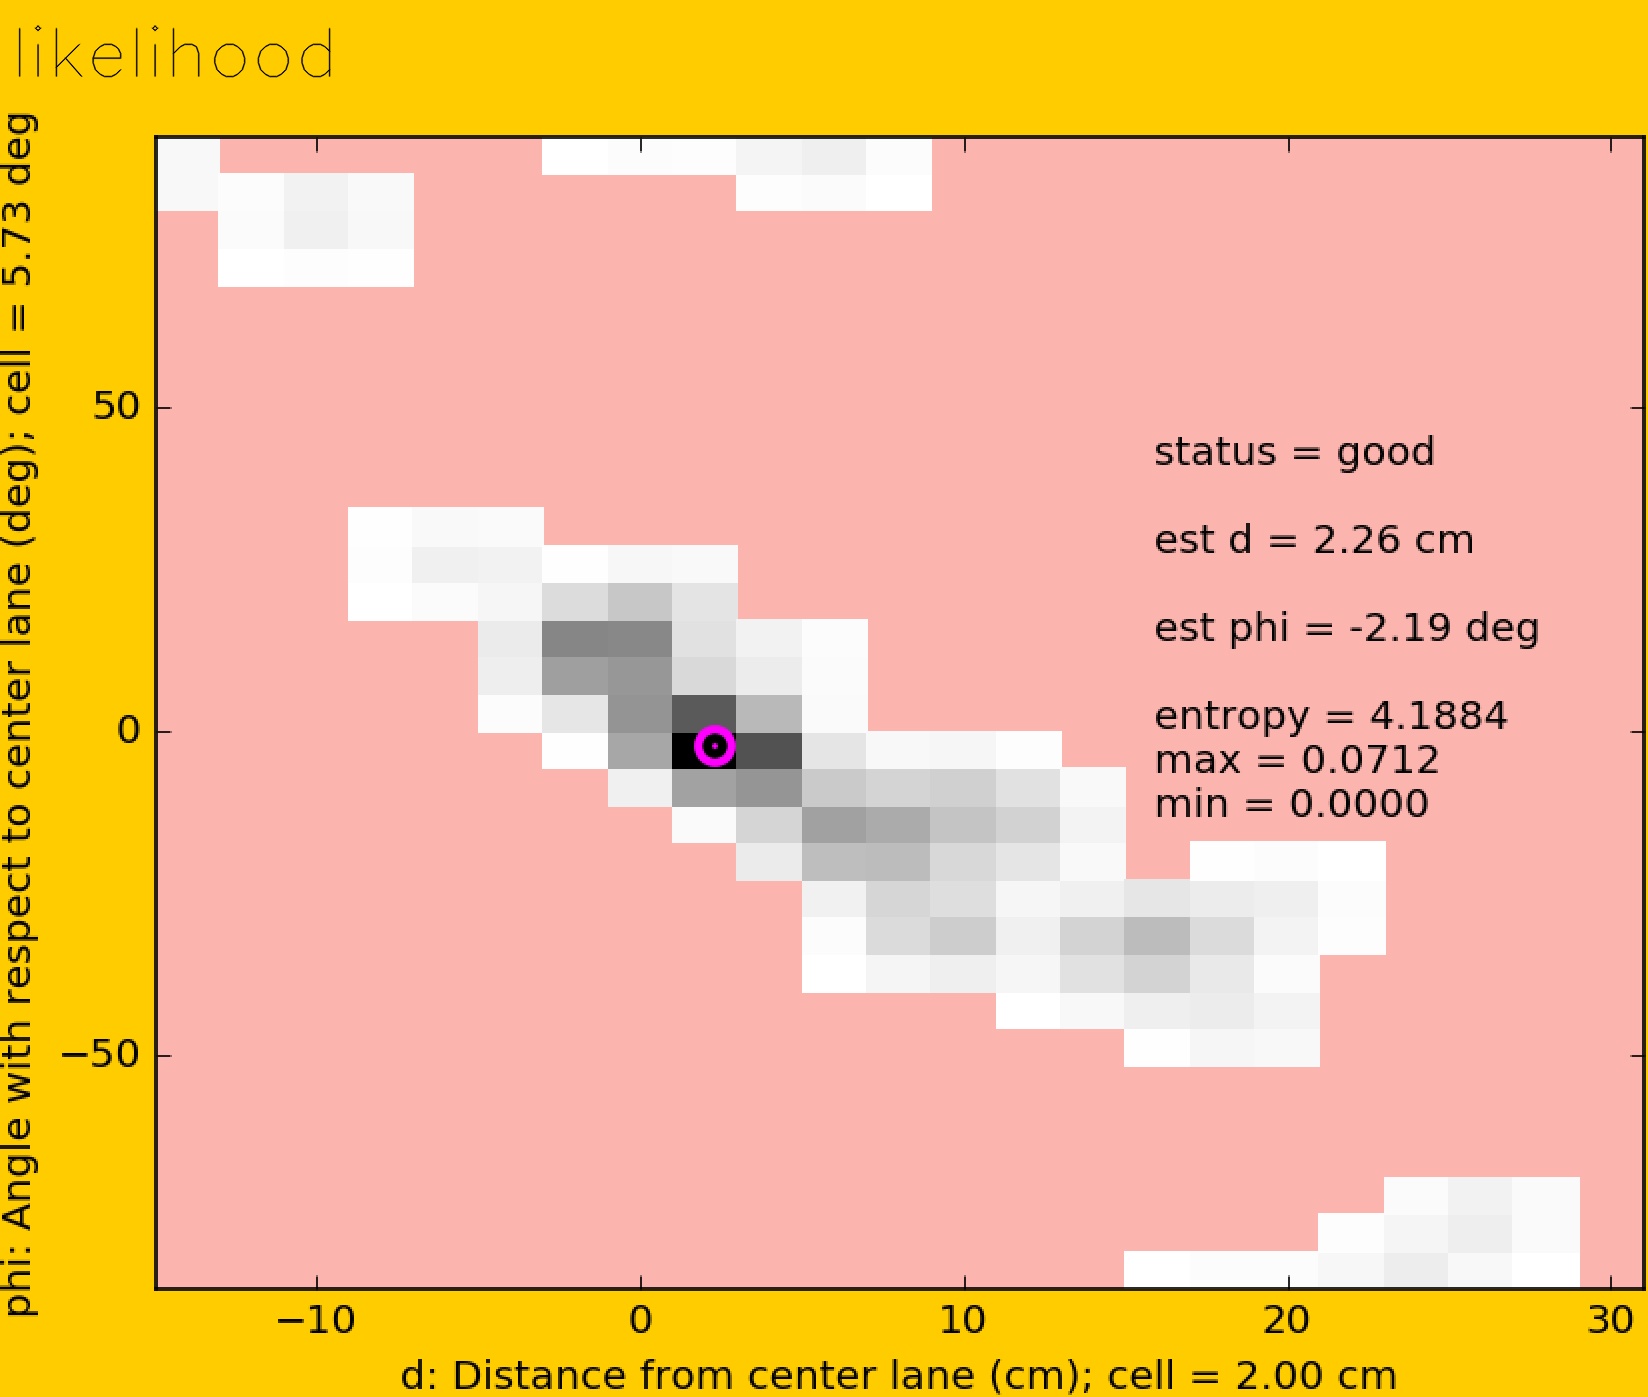 likelihood
phi: Angle with respect to center lane (deg); cell = 5.73 deg
50
0
−50
status = good
est d = 2.26 cm
est phi = -2.19 deg
entropy = 4.1884
max = 0.0712
min = 0.0000
−10 0 10 20 30
d: Distance from center lane (cm); cell = 2.00 cm